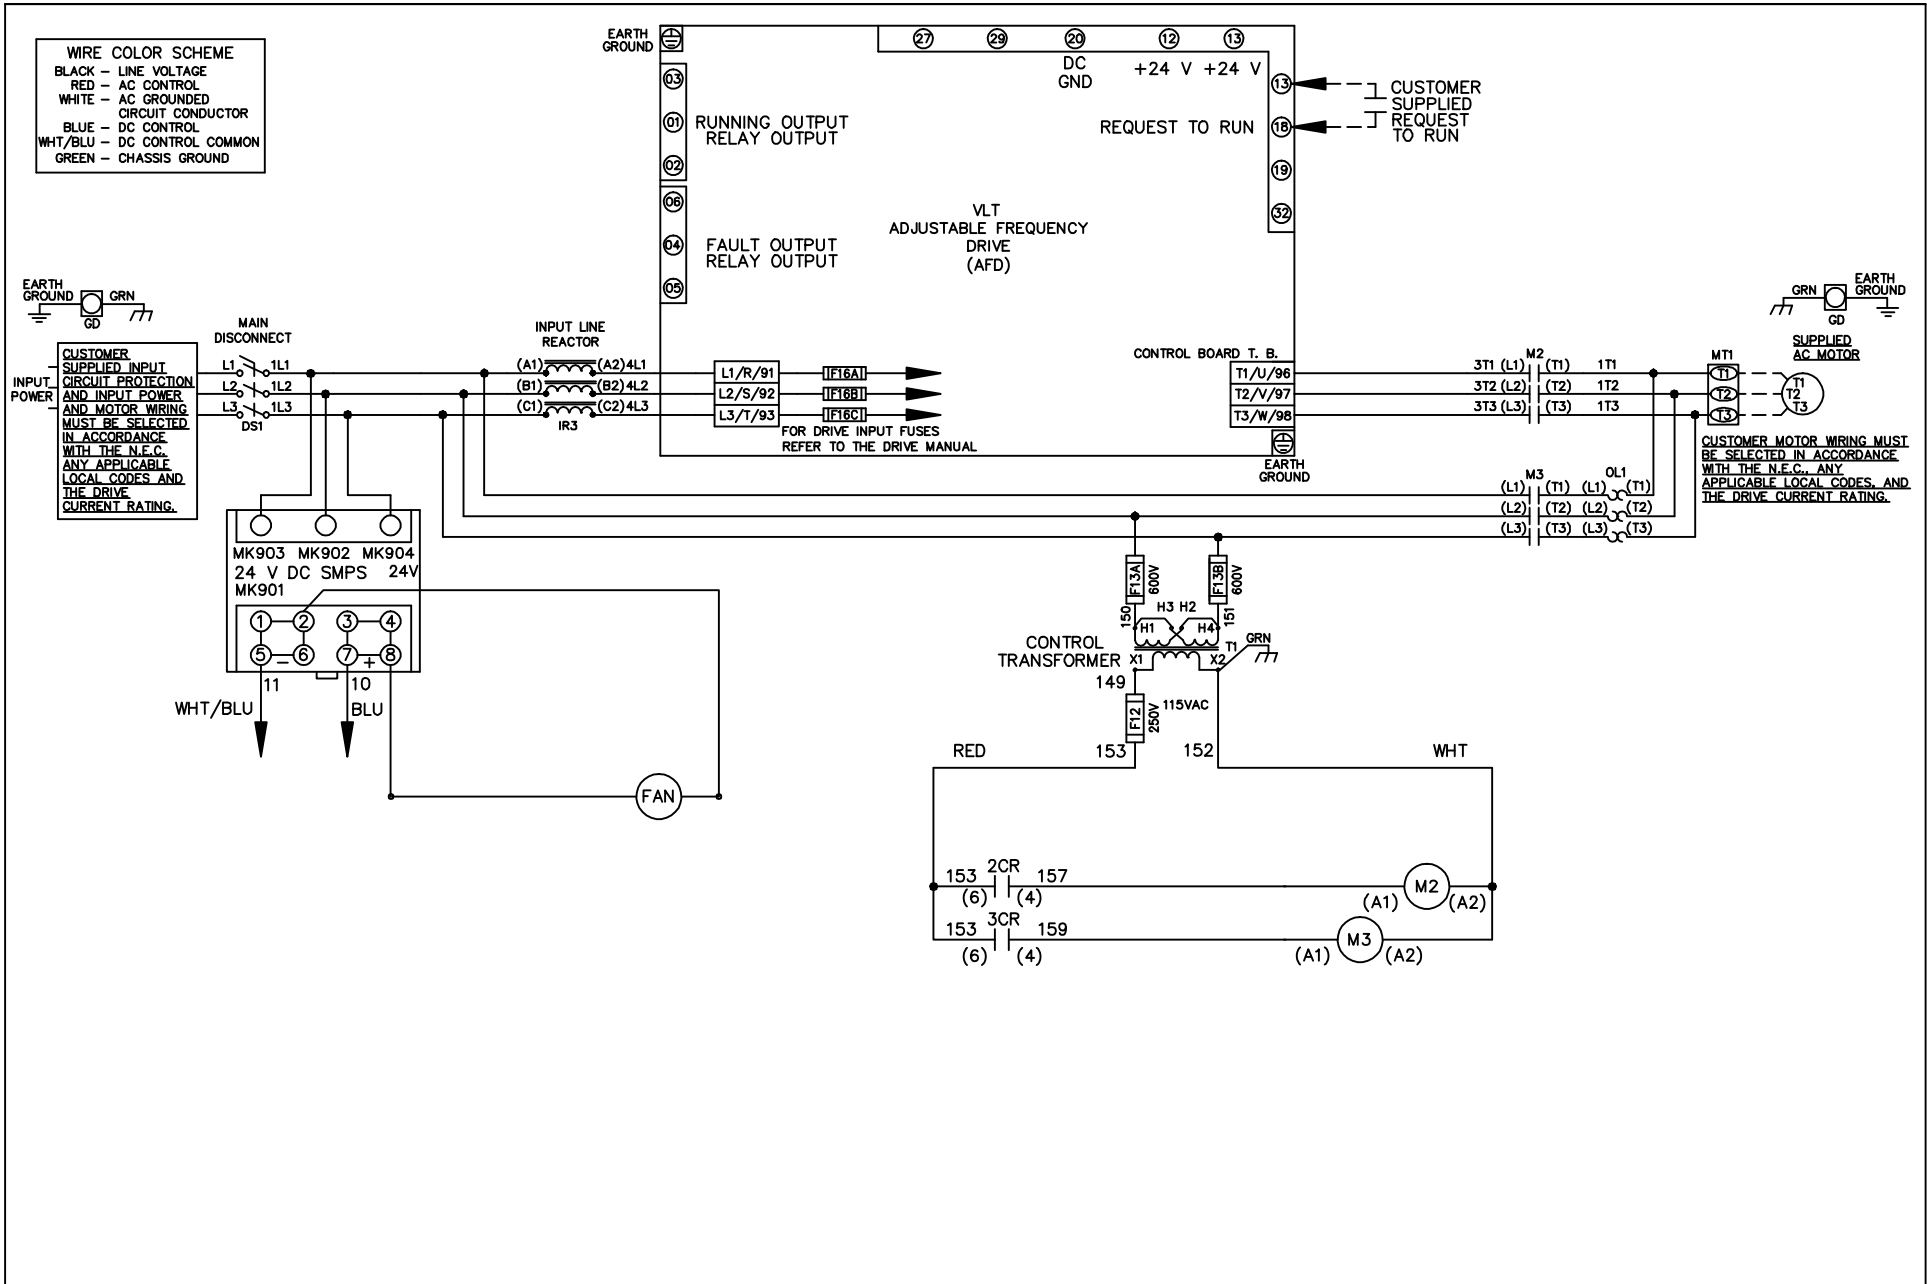 WIRE COLOR SCHEME
BLACK – LINE VOLTAGE
RED – AC CONTROL
WHITE – AC GROUNDED
CIRCUIT CONDUCTOR
BLUE – DC CONTROL
WHT/BLU – DC CONTROL COMMON
GREEN – CHASSIS GROUND
EARTH
GROUND
03
01
02
RUNNING OUTPUT
RELAY OUTPUT
06
04
05
FAULT OUTPUT
RELAY OUTPUT
27
29
20
12
13
DC
GND
+24 V
+24 V
13
18
19
32
REQUEST TO RUN
CUSTOMER
SUPPLIED
REQUEST
TO RUN
VLT
ADJUSTABLE FREQUENCY
DRIVE
(AFD)
EARTH
GROUND
GRN
GD
INPUT
POWER
CUSTOMER
SUPPLIED INPUT
CIRCUIT PROTECTION
AND INPUT POWER
AND MOTOR WIRING
MUST BE SELECTED
IN ACCORDANCE
WITH THE N.E.C.
ANY APPLICABLE
LOCAL CODES AND
THE DRIVE
CURRENT RATING.
MAIN
DISCONNECT
L1 1L1
L2 1L2
L3 1L3
DS1
INPUT LINE
REACTOR
(A1) (A2) 4L1
(B1) (B2) 4L2
(C1) (C2) 4L3
IR3
L1/R/91
L2/S/92
L3/T/93
F16A
F16B
F16C
FOR DRIVE INPUT FUSES
REFER TO THE DRIVE MANUAL
CONTROL BOARD T. B.
T1/U/96
T2/V/97
T3/W/98
EARTH
GROUND
M2
3T1 (L1) (T1) 1T1
3T2 (L2) (T2) 1T2
3T3 (L3) (T3) 1T3
MT1
T1
T2
T3
GRN
EARTH
GROUND
GD
SUPPLIED
AC MOTOR
T1
T2
T3
CUSTOMER MOTOR WIRING MUST
BE SELECTED IN ACCORDANCE
WITH THE N.E.C., ANY
APPLICABLE LOCAL CODES, AND
THE DRIVE CURRENT RATING.
M3 OL1
(L1) (T1) (L1) (T1)
(L2) (T2) (L2) (T2)
(L3) (T3) (L3) (T3)
MK903 MK902 MK904
24 V DC SMPS 24V
MK901
1 2 3 4
5 – 6 7 + 8
11
10
WHT/BLU
BLU
FAN
F13A
600V
F13B
600V
150
151
H3 H2
H1
H4
T1
GRN
CONTROL
TRANSFORMER
X1
X2
149
F12
250V
115VAC
153
152
RED
WHT
2CR
153 157
(6) (4)
M2
(A1) (A2)
3CR
153 159
(6) (4)
M3
(A1) (A2)